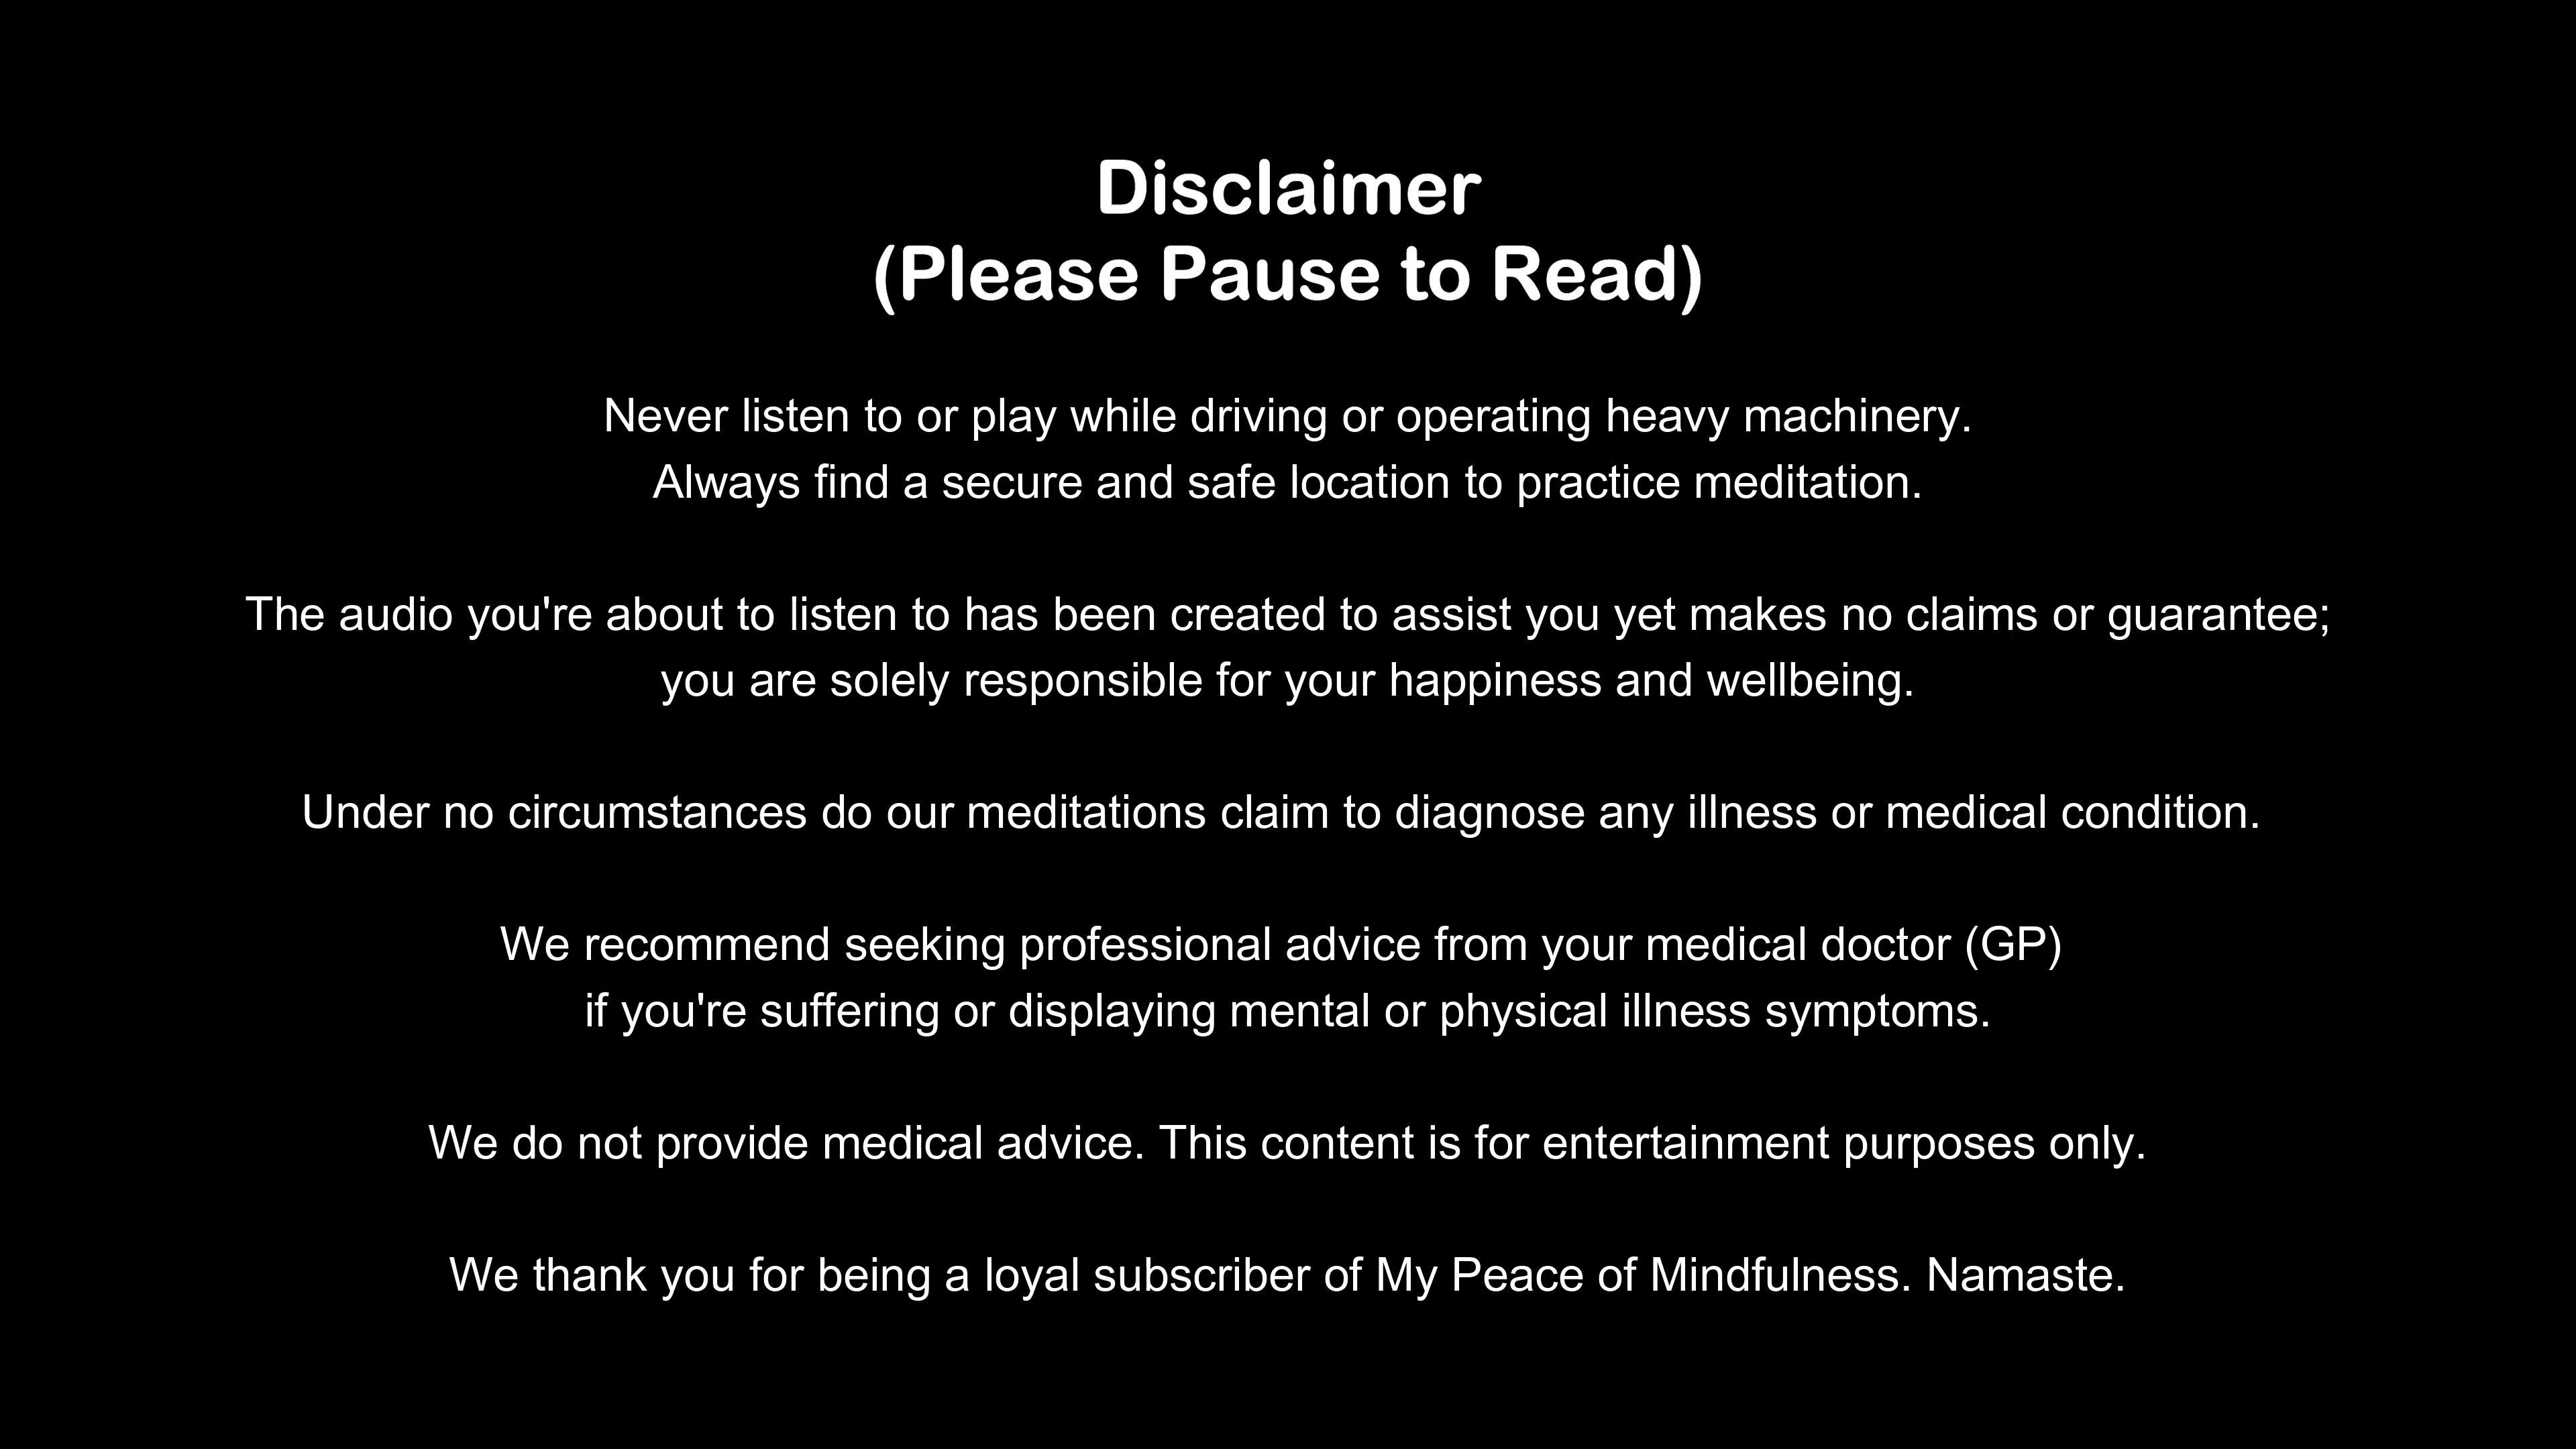 Disclaimer
(Please Pause to Read)
Never listen to or play while driving or operating heavy machinery.
Always find a secure and safe location to practice meditation.
The audio you're about to listen to has been created to assist you yet makes no claims or guarantee;
you are solely responsible for your happiness and wellbeing.
Under no circumstances do our meditations claim to diagnose any illness or medical condition.
We recommend seeking professional advice from your medical doctor (GP)
if you're suffering or displaying mental or physical illness symptoms.
We do not provide medical advice. This content is for entertainment purposes only.
We thank you for being a loyal subscriber of My Peace of Mindfulness. Namaste.